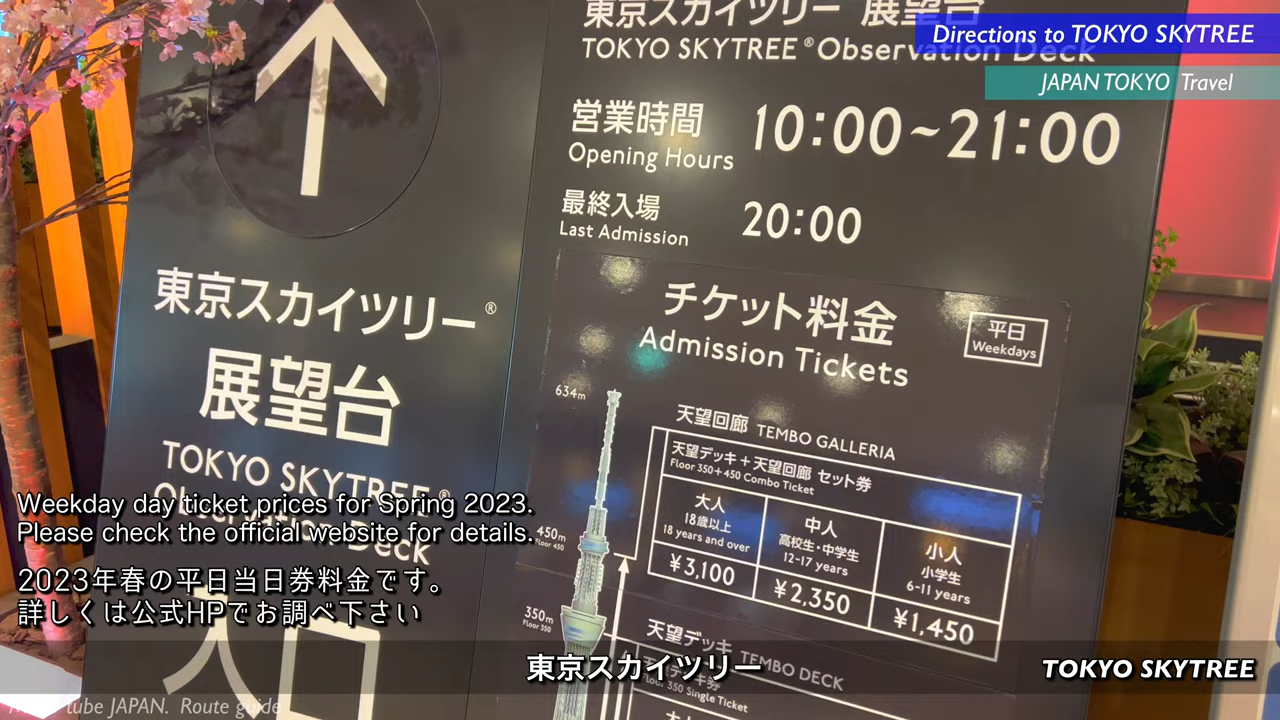 東京スカイツリー 展望台
TOKYO SKYTREE® Observation Deck
Directions to TOKYO SKYTREE
JAPAN TOKYO Travel
営業時間
Opening Hours
10:00~21:00
最終入場
Last Admission
20:00
チケット料金
Admission Tickets
平日
Weekdays
634m
天望回廊 TEMBO GALLERIA
天望デッキ+天望回廊 セット券
Floor 350+450 Combo Ticket
大人
18歳以上
18 years and over
¥3,100
中人
高校生・中学生
12-17 years
¥2,350
小人
小学生
6-11 years
¥1,450
450m
Floor 450
350m
Floor 350
天望デッキ TEMBO DECK
Floor 350 Single Ticket
東京スカイツリー®
展望台
TOKYO SKYTREE®
Observation Deck
入口
Weekday day ticket prices for Spring 2023.
Please check the official website for details.
2023年春の平日当日券料金です。
詳しくは公式HPでお調べ下さい
東京スカイツリー
TOKYO SKYTREE
tube JAPAN. Route guide